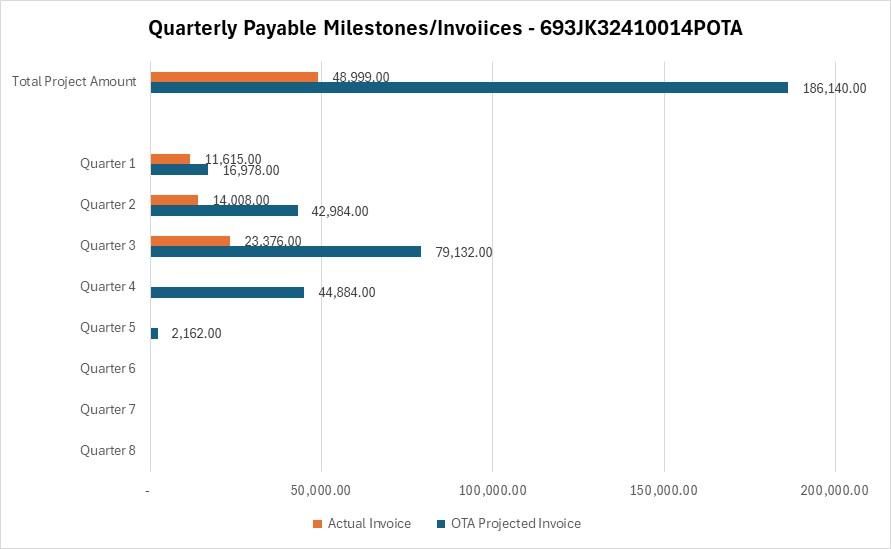 Quarterly Payable Milestones/Invoiices - 693JK32410014POTA
Total Project Amount
48,999.00
186,140.00
Quarter 1
11,615.00
16,978.00
Quarter 2
14,008.00
42,984.00
Quarter 3
23,376.00
79,132.00
Quarter 4
44,884.00
Quarter 5
2,162.00
Quarter 6
Quarter 7
Quarter 8
- 50,000.00 100,000.00 150,000.00 200,000.00
Actual Invoice OTA Projected Invoice